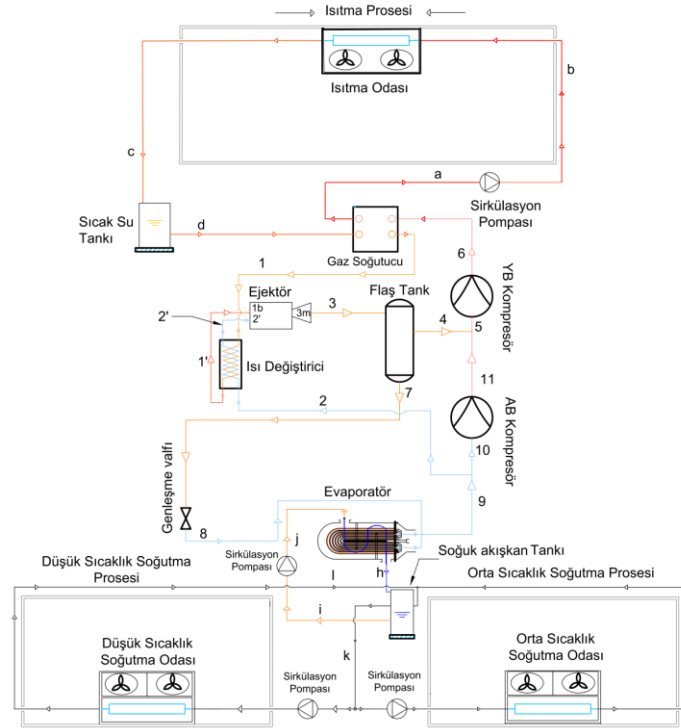 Isıtma Prosesi
b
Isıtma Odası
c
a
Sirkülasyon
Pompası
Sıcak Su
Tankı
d
6
Gaz Soğutucu
1
YB Kompresör
Ejektör
3
Flaş Tank
2'
1b
2'
3m
4
5
1'
Isı Değiştirici
11
7
2
AB Kompresör
10
Genleşme valfı
9
Evaporatör
8
j
Soğuk akışkan Tankı
Sirkülasyon
Pompası
h
Düşük Sıcaklık Soğutma
Prosesi
l
Orta Sıcaklık Soğutma Prosesi
i
Düşük Sıcaklık
Soğutma Odası
k
Orta Sıcaklık
Soğutma Odası
Sirkülasyon
Pompası
Sirkülasyon
Pompası